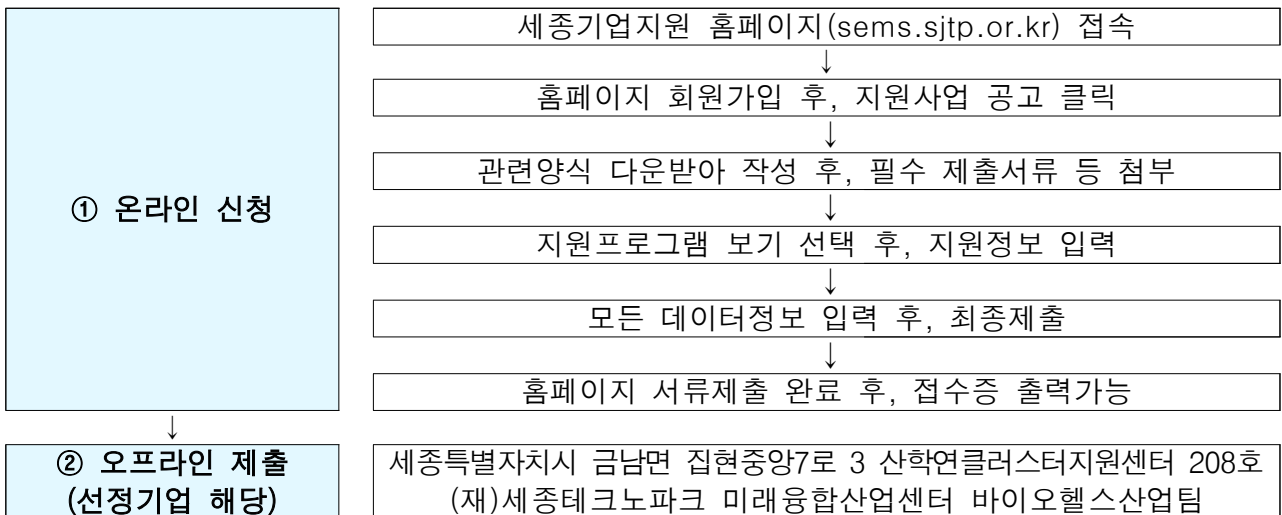 세종기업지원 홈페이지(sems.sjtp.or.kr) 접속
↓
홈페이지 회원가입 후, 지원사업 공고 클릭
↓
관련양식 다운받아 작성 후, 필수 제출서류 등 첨부
↓
① 온라인 신청
지원프로그램 보기 선택 후, 지원정보 입력
↓
모든 데이터정보 입력 후, 최종제출
↓
홈페이지 서류제출 완료 후, 접수증 출력가능
↓
② 오프라인 제출
(선정기업 해당)
세종특별자치시 금남면 집현중앙7로 3 산학연클러스터지원센터 208호
(재)세종테크노파크 미래융합산업센터 바이오헬스산업팀